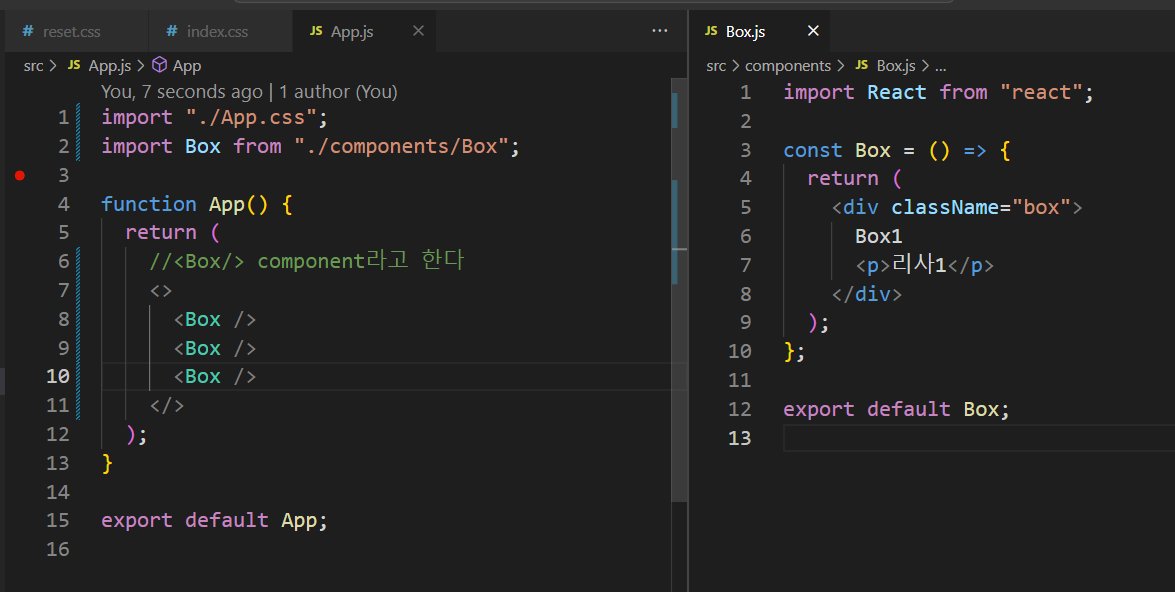 # reset.css
# index.css
JS App.js ×
...
src > JS App.js > App
You, 7 seconds ago | 1 author (You)
1 import "./App.css";
2 import Box from "./components/Box";
3
4 function App() {
5 return (
6 //<Box/> component라고 한다
7 <>
8 <Box />
9 <Box />
10 <Box />
11 </>
12 );
13 }
14
15 export default App;
16
JS Box.js ×
src > components > JS Box.js > ...
1 import React from "react";
2
3 const Box = () => {
4 return (
5 <div className="box">
6 Box1
7 <p>리사1</p>
8 </div>
9 );
10 };
11
12 export default Box;
13